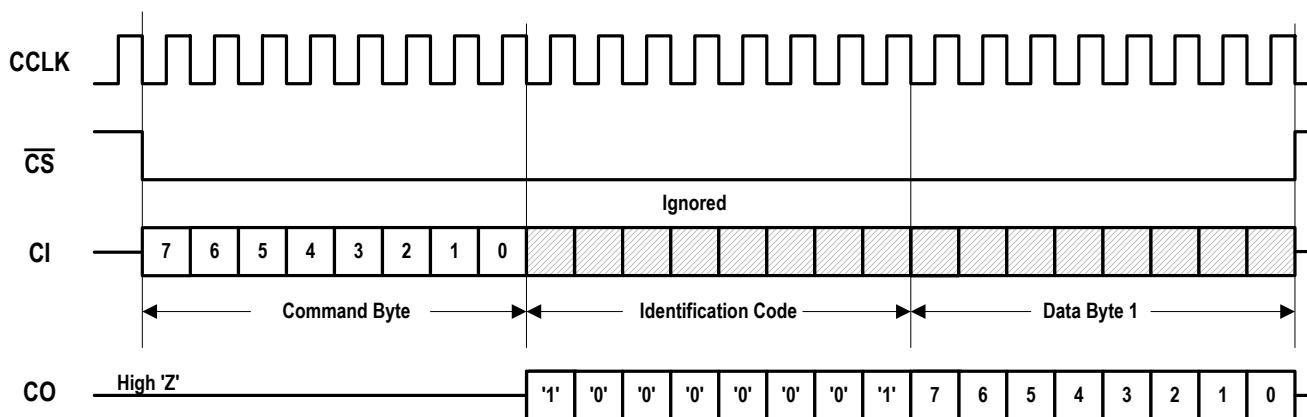 CCLK
CS
Ignored
CI 7 6 5 4 3 2 1 0
Command Byte Identification Code Data Byte 1
High 'Z'
CO '1' '0' '0' '0' '0' '0' '0' '1' 7 6 5 4 3 2 1 0